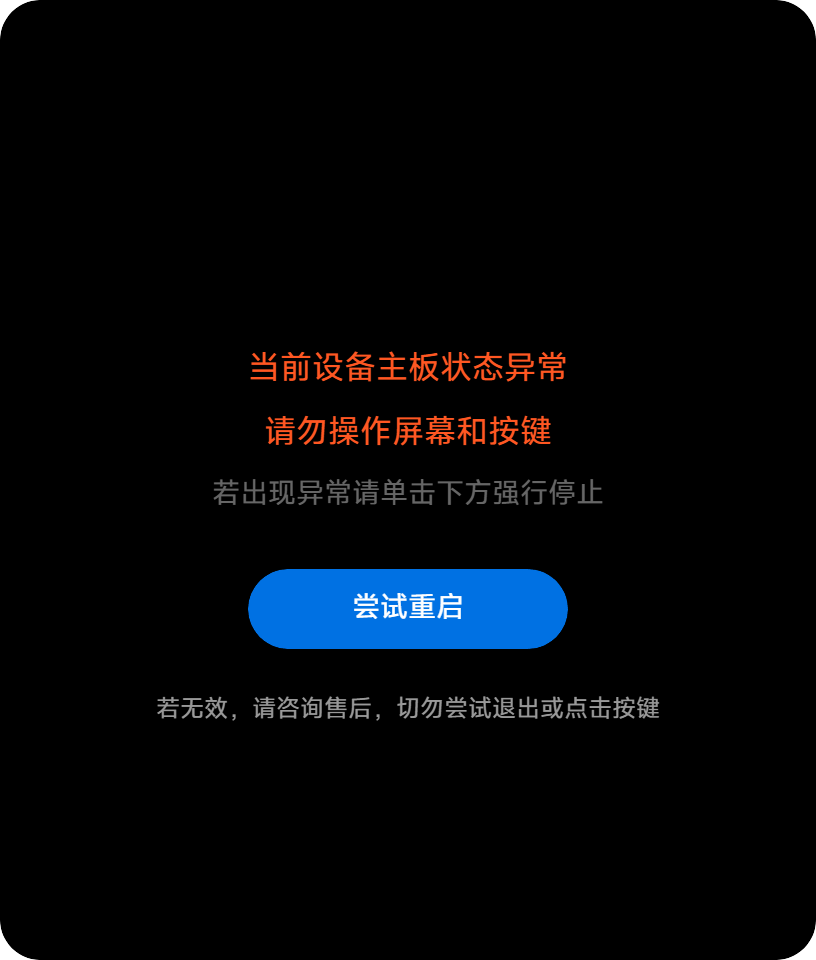 当前设备主板状态异常
请勿操作屏幕和按键
若出现异常请单击下方强行停止
尝试重启
若无效，请咨询售后，切勿尝试退出或点击按键